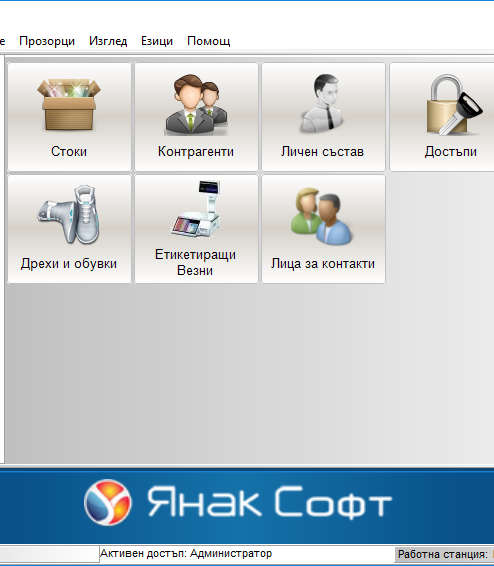 Прозорци Изглед Езици Помощ
Стоки
Контрагенти
Личен състав
Достъпи
Дрехи и обувки
Етикетиращи
Везни
Лица за контакти
Янак Софт
Активен достъп: Администратор
Работна станция: